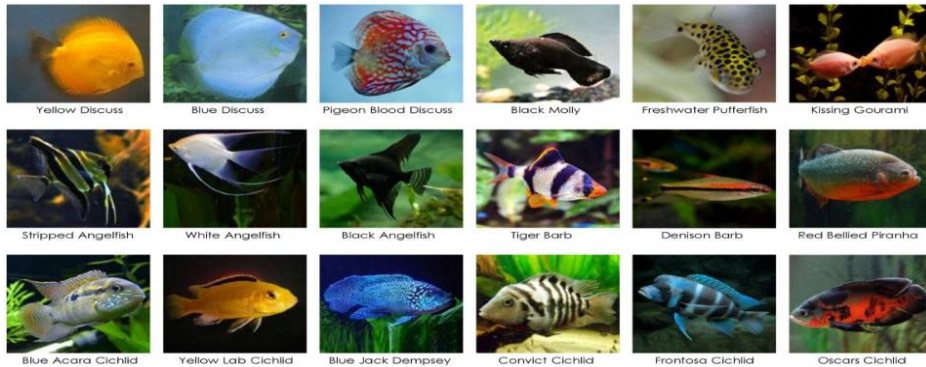 Yellow Discuss
Blue Discuss
Pigeon Blood Discuss
Black Molly
Freshwater Pufferfish
Kissing Gourami
Stripped Angelfish
White Angelfish
Black Angelfish
Tiger Barb
Denison Barb
Red Bellied Piranha
Blue Acara Cichlid
Yellow Lab Cichlid
Blue Jack Dempsey
Convict Cichlid
Frontosa Cichlid
Oscars Cichlid